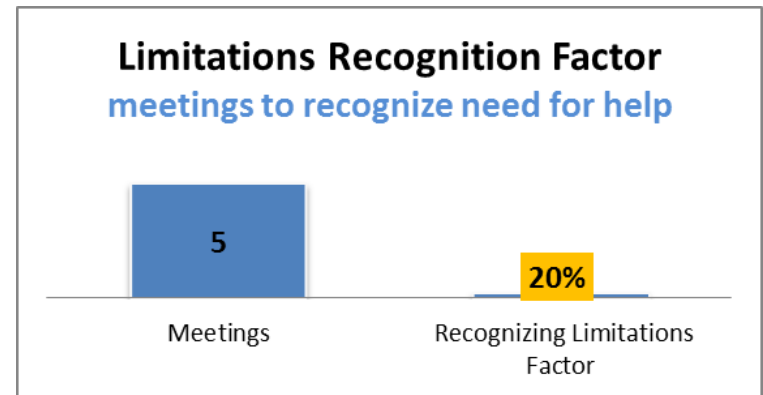 Limitations Recognition Factor
meetings to recognize need for help
5
20%
Meetings
Recognizing Limitations
Factor